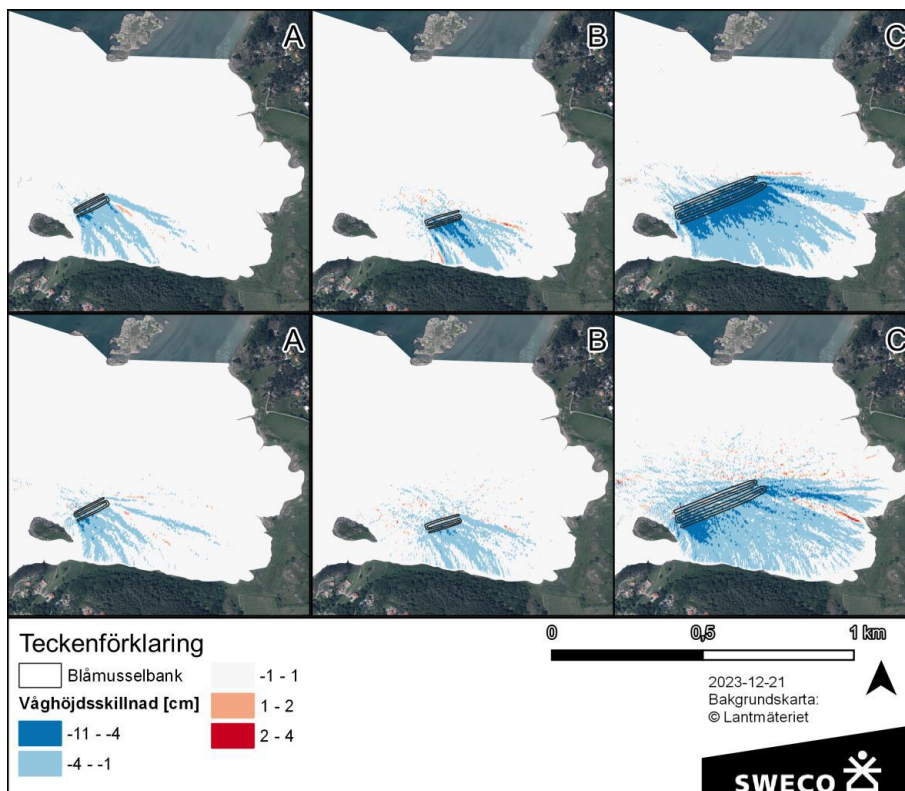 A
B
C
A
B
C
Teckenförklaring
Blåmusselbank
Våghöjdsskillnad [cm]
-11 - -4
-4 - -1
-1 - 1
1 - 2
2 - 4
0 0,5 1 km
2023-12-21
Bakgrundskarta:
© Lantmäteriet
SWECO